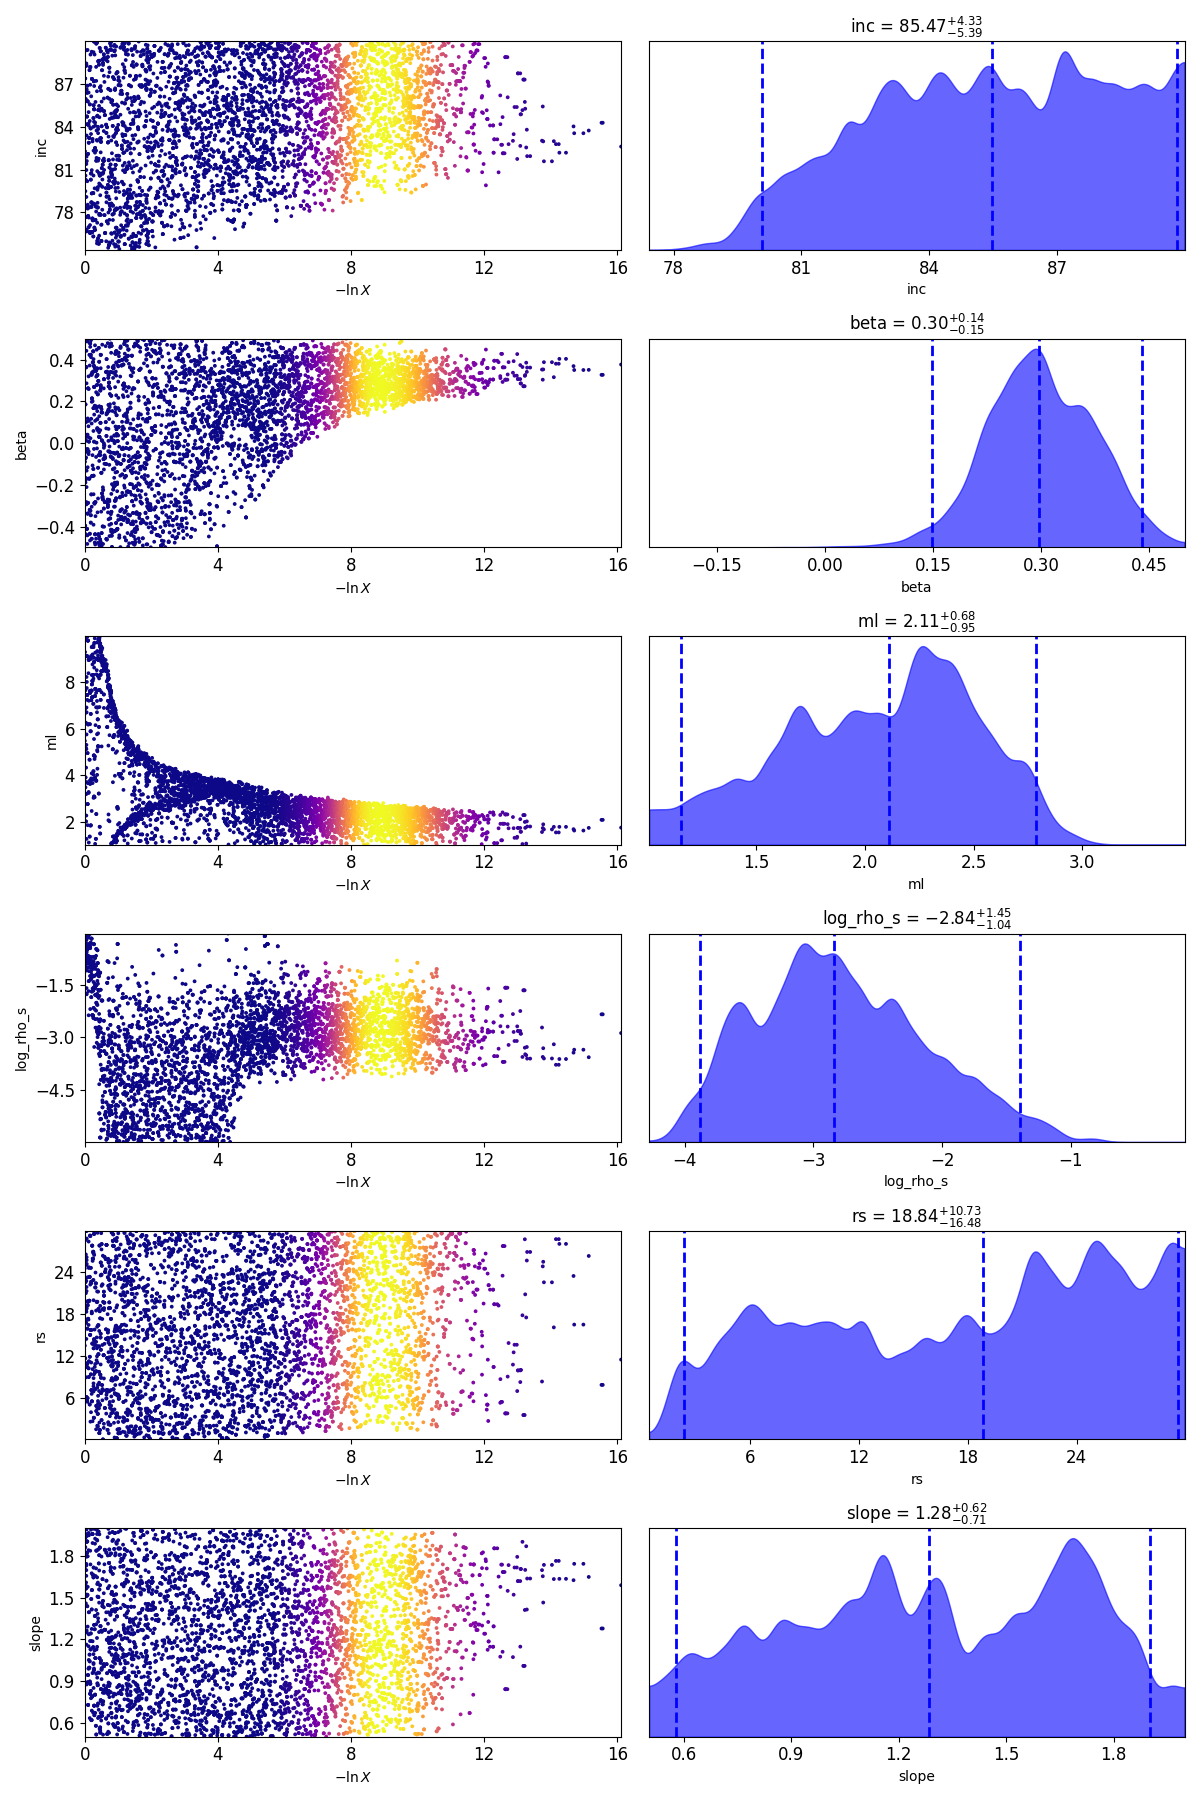 inc = 85.47+4.33−5.39
87
84
81
78
inc
0 4 8 12 16
−ln X
78 81 84 87
inc
beta = 0.30+0.14−0.15
0.4
0.2
0.0
−0.2
−0.4
beta
0 4 8 12 16
−ln X
−0.15 0.00 0.15 0.30 0.45
beta
ml = 2.11+0.68−0.95
8
6
4
2
ml
0 4 8 12 16
−ln X
1.5 2.0 2.5 3.0
ml
log_rho_s = −2.84+1.45−1.04
−1.5
−3.0
−4.5
log_rho_s
0 4 8 12 16
−ln X
−4 −3 −2 −1
log_rho_s
rs = 18.84+10.73−16.48
24
18
12
6
rs
0 4 8 12 16
−ln X
6 12 18 24
rs
slope = 1.28+0.62−0.71
1.8
1.5
1.2
0.9
0.6
slope
0 4 8 12 16
−ln X
0.6 0.9 1.2 1.5 1.8
slope